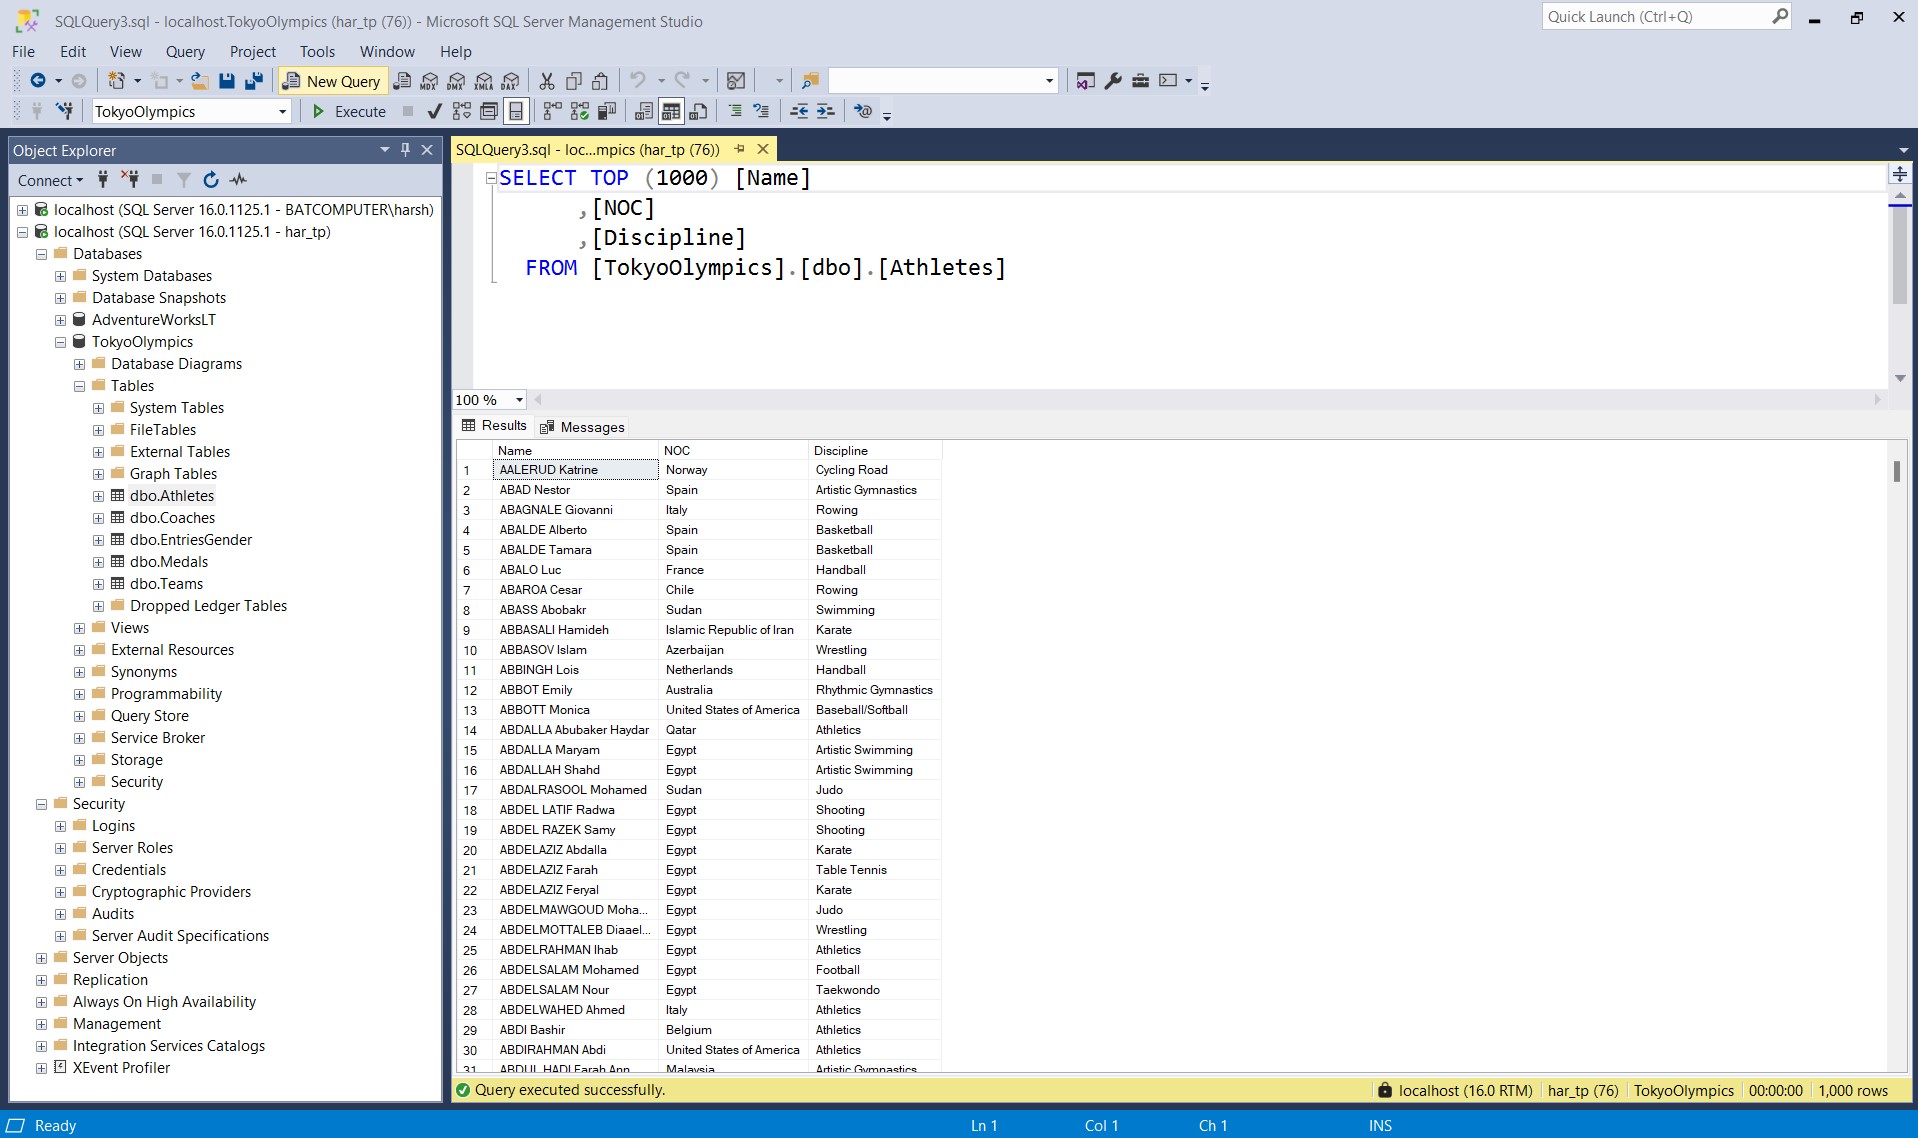 SQLQuery3.sql - localhost.TokyoOlympics (har_tp (76)) - Microsoft SQL Server Management Studio
Quick Launch (Ctrl+Q)
File Edit View Query Project Tools Window Help
New Query
MDX DMX XMLA DAX
TokyoOlympics
Execute
Object Explorer
Connect
localhost (SQL Server 16.0.1125.1 - BATCOMPUTER\harsh)
localhost (SQL Server 16.0.1125.1 - har_tp)
Databases
System Databases
Database Snapshots
AdventureWorksLT
TokyoOlympics
Database Diagrams
Tables
System Tables
FileTables
External Tables
Graph Tables
dbo.Athletes
dbo.Coaches
dbo.EntriesGender
dbo.Medals
dbo.Teams
Dropped Ledger Tables
Views
External Resources
Synonyms
Programmability
Query Store
Service Broker
Storage
Security
Security
Logins
Server Roles
Credentials
Cryptographic Providers
Audits
Server Audit Specifications
Server Objects
Replication
Always On High Availability
Management
Integration Services Catalogs
XEvent Profiler
SQLQuery3.sql - loc...mpics (har_tp (76))
SELECT TOP (1000) [Name]
,[NOC]
,[Discipline]
FROM [TokyoOlympics].[dbo].[Athletes]
100 %
Results Messages
Name NOC Discipline
1 AALERUD Katrine Norway Cycling Road
2 ABAD Nestor Spain Artistic Gymnastics
3 ABAGNALE Giovanni Italy Rowing
4 ABALDE Alberto Spain Basketball
5 ABALDE Tamara Spain Basketball
6 ABALO Luc France Handball
7 ABAROA Cesar Chile Rowing
8 ABASS Abobakr Sudan Swimming
9 ABBASALI Hamideh Islamic Republic of Iran Karate
10 ABBASOV Islam Azerbaijan Wrestling
11 ABBINGH Lois Netherlands Handball
12 ABBOT Emily Australia Rhythmic Gymnastics
13 ABBOTT Monica United States of America Baseball/Softball
14 ABDALLA Abubaker Haydar Qatar Athletics
15 ABDALLA Maryam Egypt Artistic Swimming
16 ABDALLAH Shahd Egypt Artistic Swimming
17 ABDALRASOOL Mohamed Sudan Judo
18 ABDEL LATIF Radwa Egypt Shooting
19 ABDEL RAZEK Samy Egypt Shooting
20 ABDELAZIZ Abdalla Egypt Karate
21 ABDELAZIZ Farah Egypt Table Tennis
22 ABDELAZIZ Feryal Egypt Karate
23 ABDELMAWGOUD Moha... Egypt Judo
24 ABDELMOTTALEB Diaael... Egypt Wrestling
25 ABDELRAHMAN Ihab Egypt Athletics
26 ABDELSALAM Mohamed Egypt Football
27 ABDELSALAM Nour Egypt Taekwondo
28 ABDELWAHED Ahmed Italy Athletics
29 ABDI Bashir Belgium Athletics
30 ABDIRAHMAN Abdi United States of America Athletics
31 ABDUL HADI Farah Ann Malaysia Artistic Gymnastics
Query executed successfully.
localhost (16.0 RTM) har_tp (76) TokyoOlympics 00:00:00 1,000 rows
Ready Ln 1 Col 1 Ch 1 INS